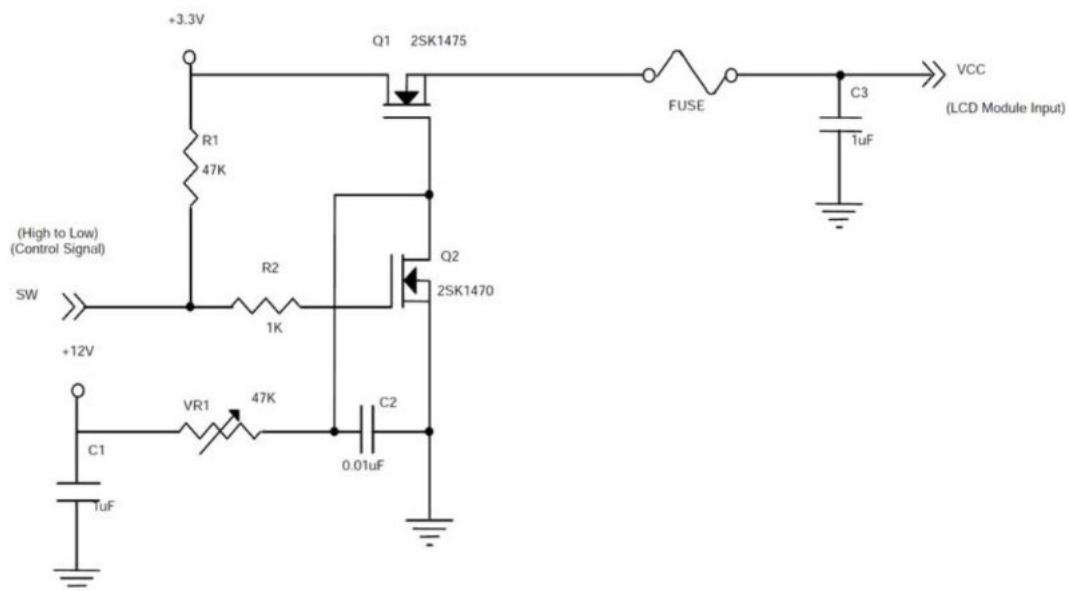 +3.3V
Q1 2SK1475
VCC
FUSE
C3
(LCD Module Input)
R1
1uF
47K
(High to Low)
(Control Signal)
Q2
R2
SW
2SK1470
1K
+12V
VR1
47K
C2
C1
0.01uF
1uF